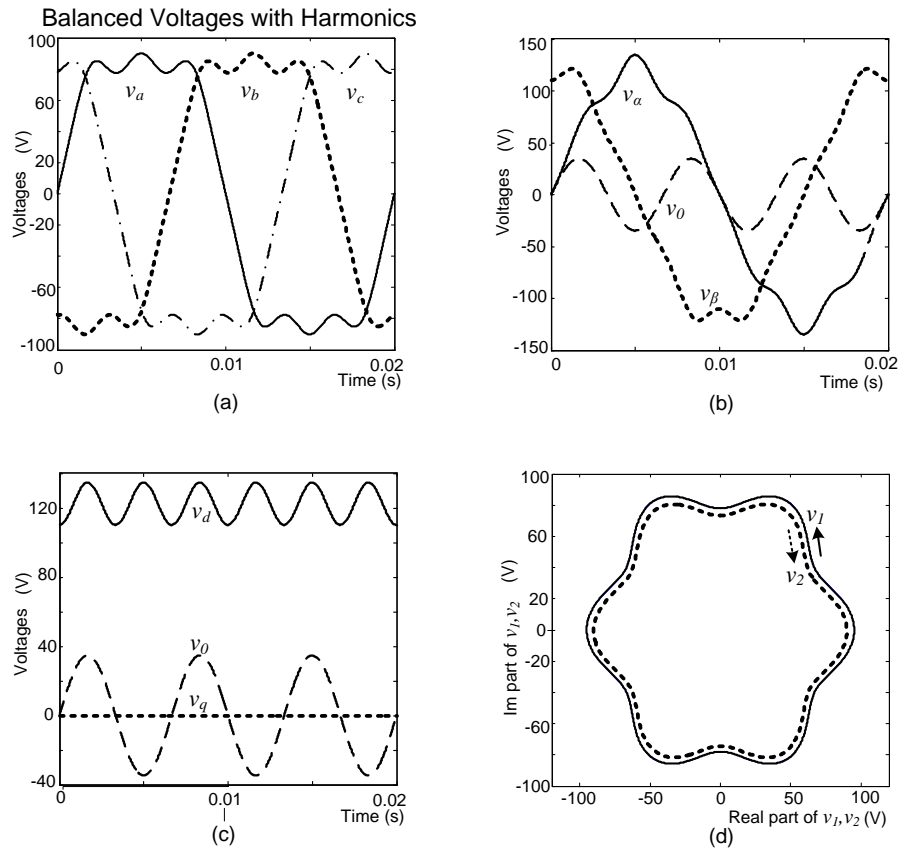 Balanced Voltages with Harmonics
Voltages (V)
100
80
60
20
0
-20
-60
-80
-100
v_a
v_b
v_c
0
0.01
0.02
Time (s)
(a)
Voltages (V)
150
100
50
0
-50
-100
-150
v_α
v_0
v_β
0
0.01
0.02
Time (s)
(b)
Voltages (V)
120
80
40
0
-40
v_d
v_0
v_q
0
0.01
0.02
Time (s)
(c)
Im part of v_1,v_2 (V)
100
80
60
20
0
-20
-60
-80
-100
v_1
v_2
-100
-50
0
50
100
Real part of v_1,v_2 (V)
(d)